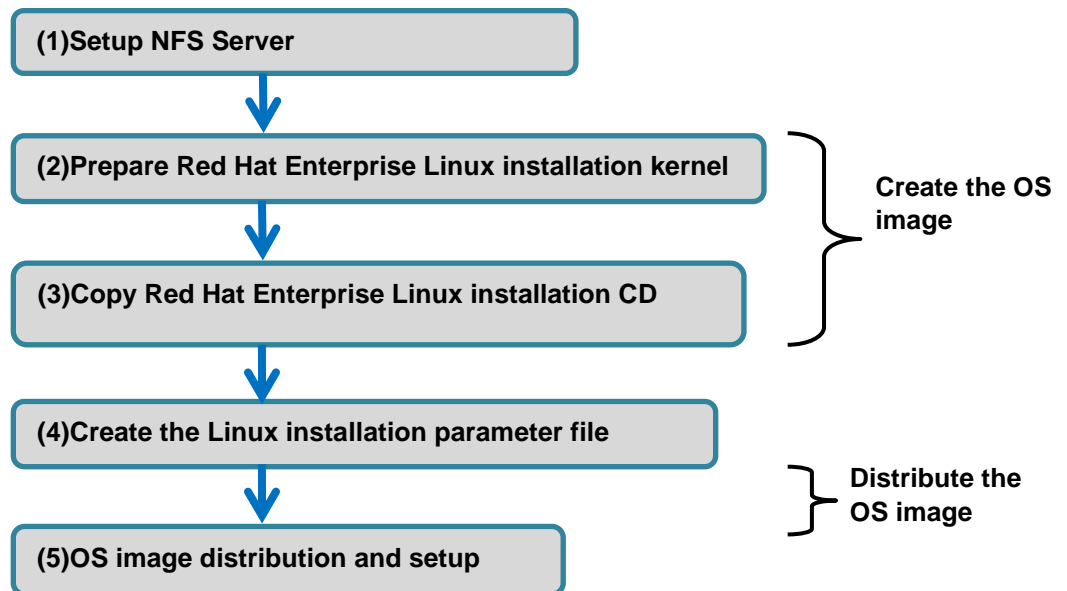 (1)Setup NFS Server
(2)Prepare Red Hat Enterprise Linux installation kernel
Create the OS
image
(3)Copy Red Hat Enterprise Linux installation CD
(4)Create the Linux installation parameter file
Distribute the
OS image
(5)OS image distribution and setup